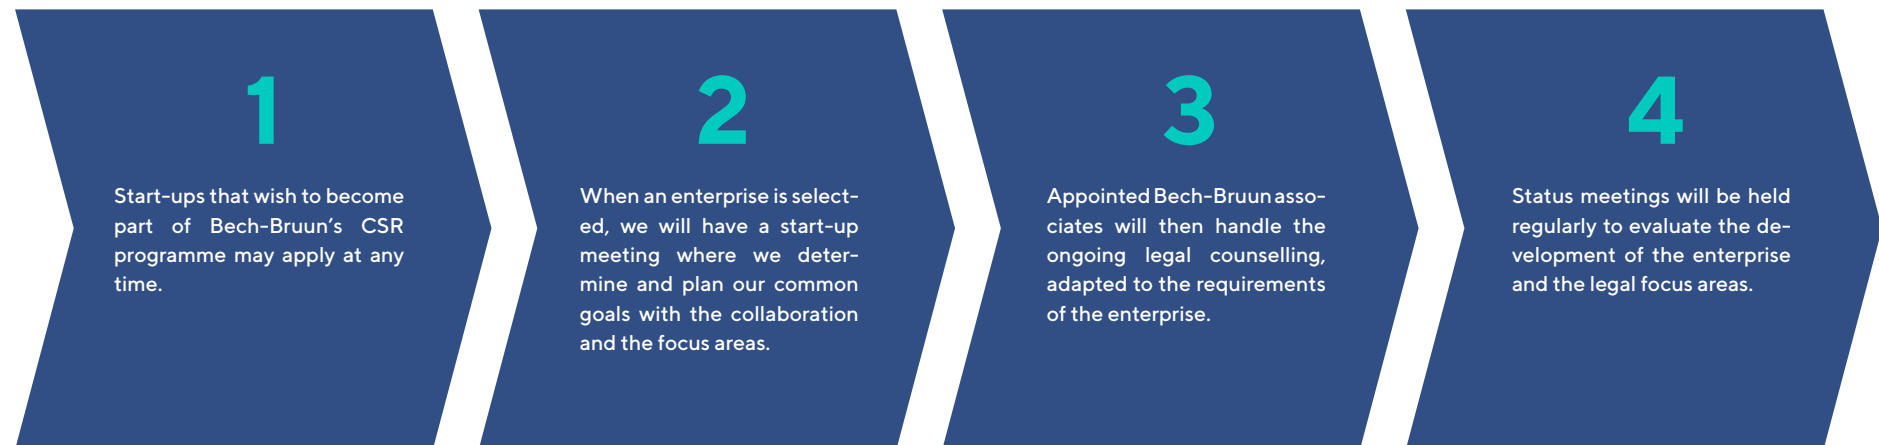 1
Start-ups that wish to become
part of Bech-Bruun’s CSR
programme may apply at any
time.
2
When an enterprise is select-
ed, we will have a start-up
meeting where we deter-
mine and plan our common
goals with the collaboration
and the focus areas.
3
Appointed Bech-Bruun asso-
ciates will then handle the
ongoing legal counselling,
adapted to the requirements
of the enterprise.
4
Status meetings will be held
regularly to evaluate the de-
velopment of the enterprise
and the legal focus areas.